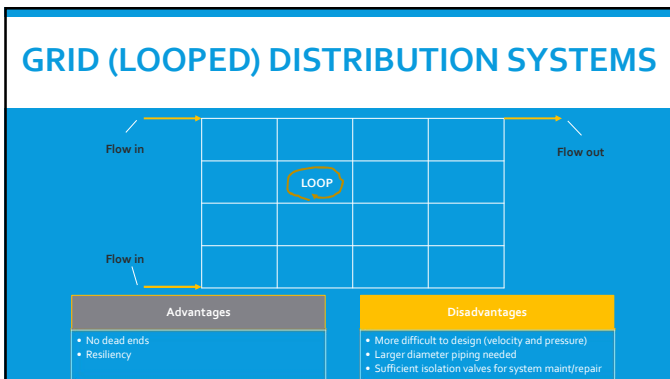 GRID (LOOPED) DISTRIBUTION SYSTEMS
Flow in
Flow out
LOOP
Flow in
Advantages
• No dead ends
• Resiliency
Disadvantages
• More difficult to design (velocity and pressure)
• Larger diameter piping needed
• Sufficient isolation valves for system maint/repair